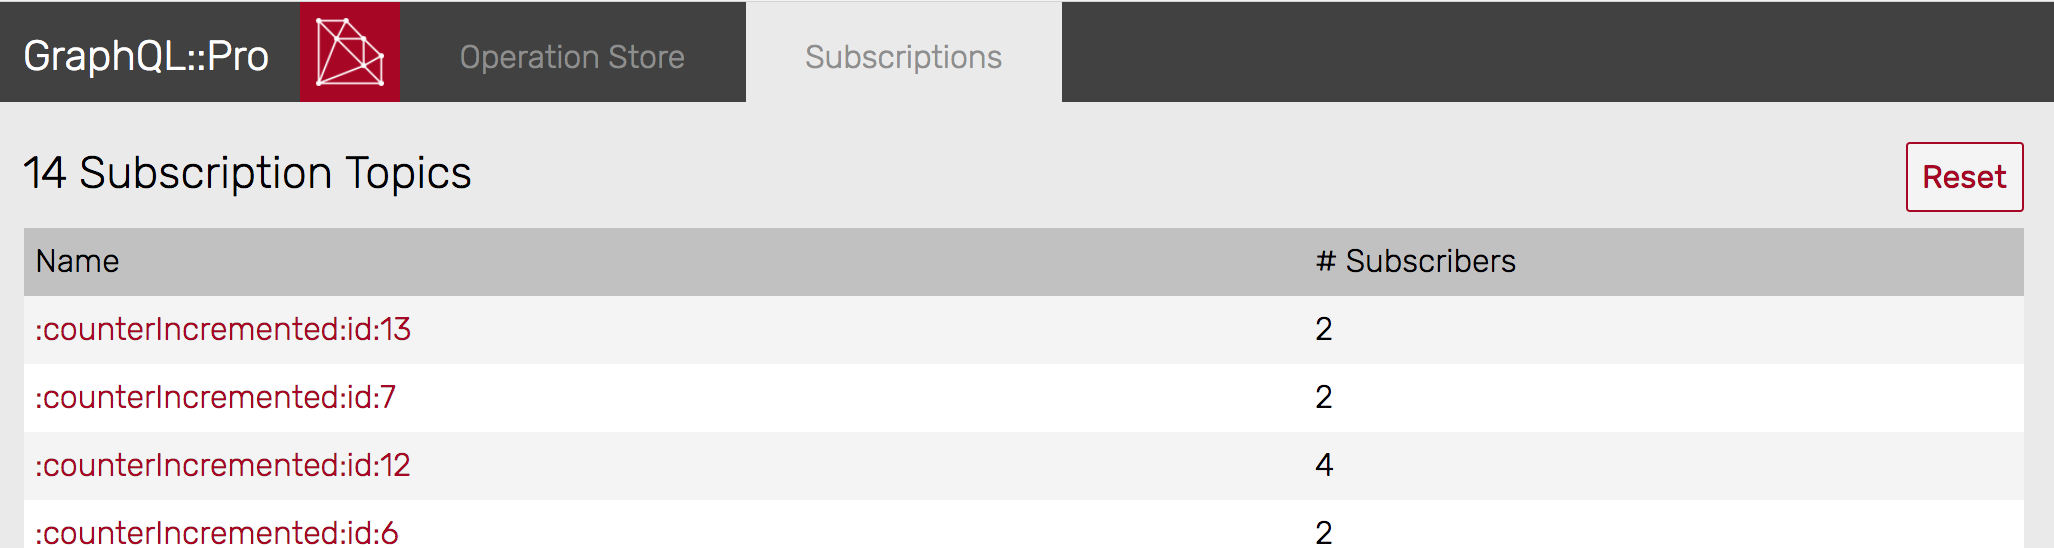 GraphQL::Pro Operation Store Subscriptions
14 Subscription Topics Reset
Name # Subscribers
:counterIncremented:id:13 2
:counterIncremented:id:7 2
:counterIncremented:id:12 4
:counterIncremented:id:6 2